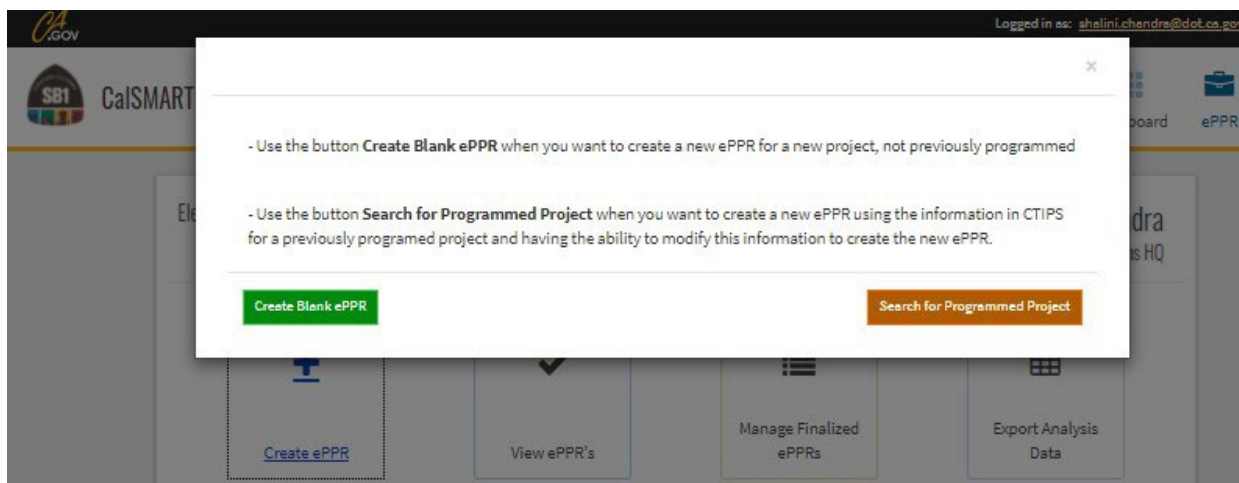 CA.GOV
Logged in as: shalini.chandra@dot.ca.gov
SB1
CalSMART
board
ePPR
×
- Use the button Create Blank ePPR when you want to create a new ePPR for a new project, not previously programmed
Ele
- Use the button Search for Programmed Project when you want to create a new ePPR using the information in CTIPS
for a previously programed project and having the ability to modify this information to create the new ePPR.
dra
ns HQ
Create Blank ePPR
Search for Programmed Project
Create ePPR
View ePPR's
Manage Finalized
ePPRs
Export Analysis
Data